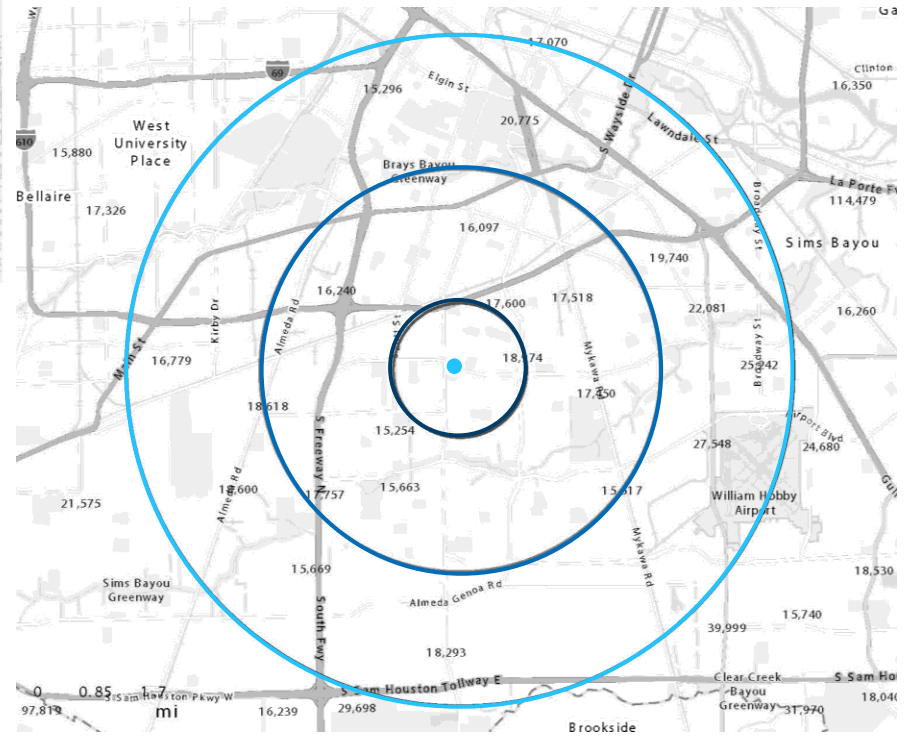 Ga
17,070
69
Clinton
15,296
Elgin St
16,350
20,775
S Wayside Dr
Lawndale St
West
University
Place
610
15,880
Brays Bayou
Greenway
La Porte Fw
Bellaire
17,326
114,479
Broadway St
16,097
Sims Bayou
19,740
16,240
17,600
17,518
22,081
16,260
Kirby Dr
Almeda Rd
Main St
16,779
Mykawa Rd
25,242
Broadway St
17,450
18,618
S Freeway N
15,254
Airport Blvd
24,680
27,548
15,663
21,575
Almeda Rd
17,757
William Hobby
Airport
Gul
Mykawa Rd
15,669
18,530
Sims Bayou
Greenway
Almeda Genoa Rd
15,740
South Fwy
39,999
18,293
0 0.85 1.7
mi
S Sam Houston Pkwy W
S Sam Houston Tollway E
Clear Creek
Bayou
Greenway
S Sam Ho
18,040
97,819
16,239
29,698
31,970
Brookside